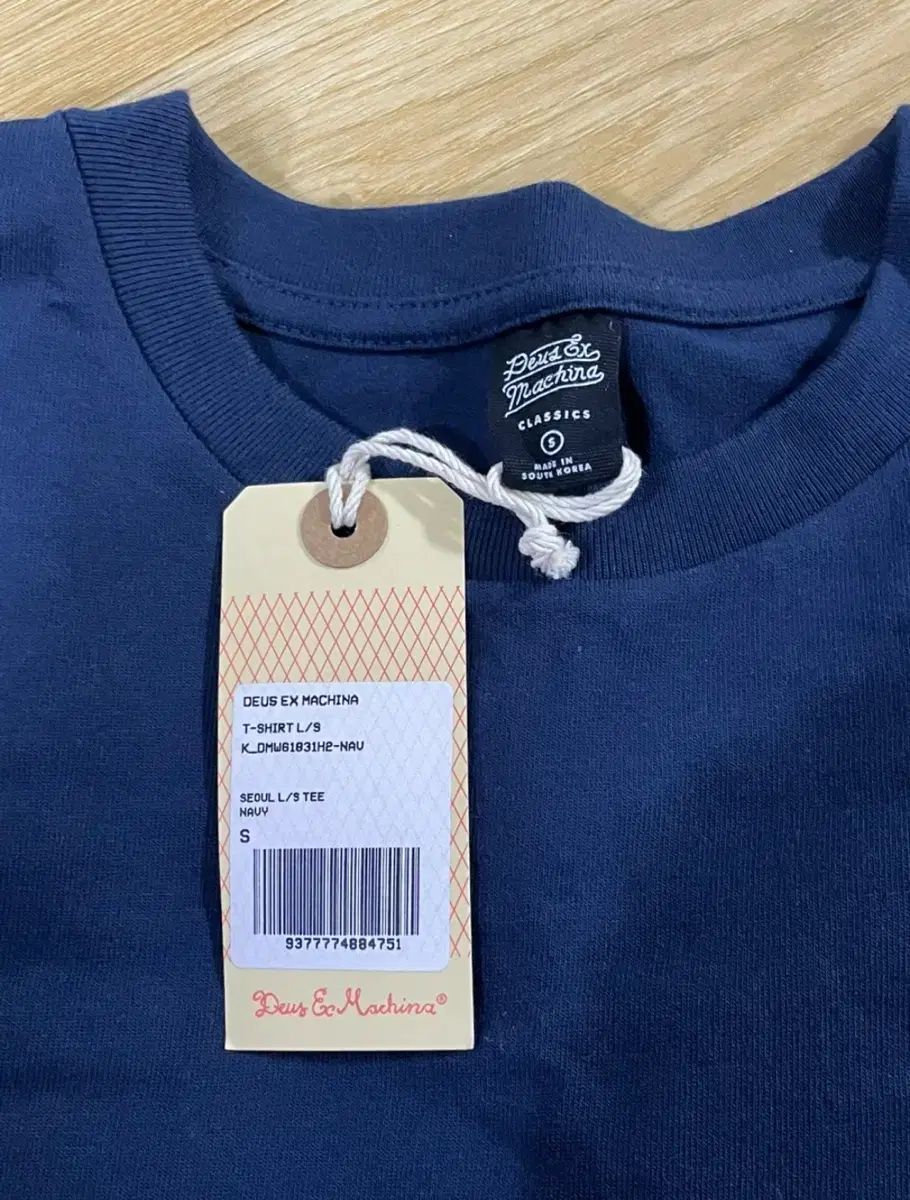 Deus Ex
Machina
CLASSICS
S
MADE IN
SOUTH KOREA
DEUS EX MACHINA
T-SHIRT L/S
K_DMW61831H2-NAV
SEOUL L/S TEE
NAVY
S
9377774884751
Deus Ex Machina®